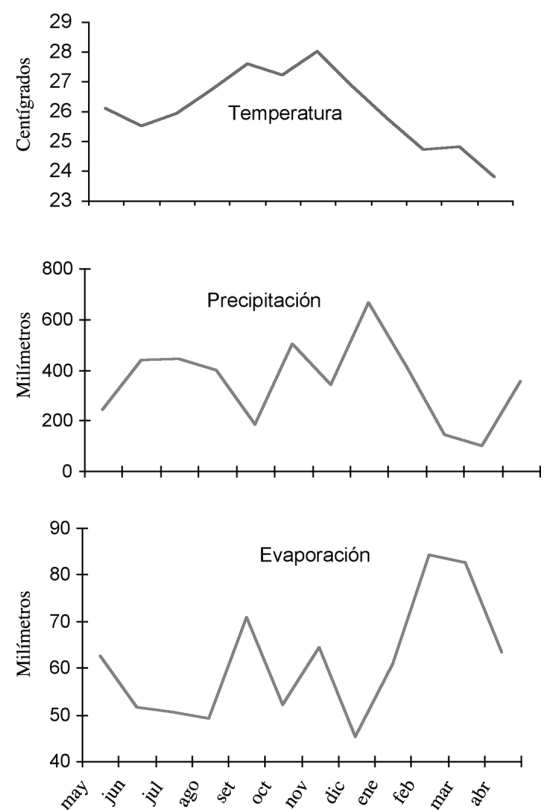 29
28
27
26
25
24
23
Centígrados
Temperatura
800
600
400
200
0
Milímetros
Precipitación
90
80
70
60
50
40
Milímetros
Evaporación
may jun jul ago set oct nov dic ene feb mar abr